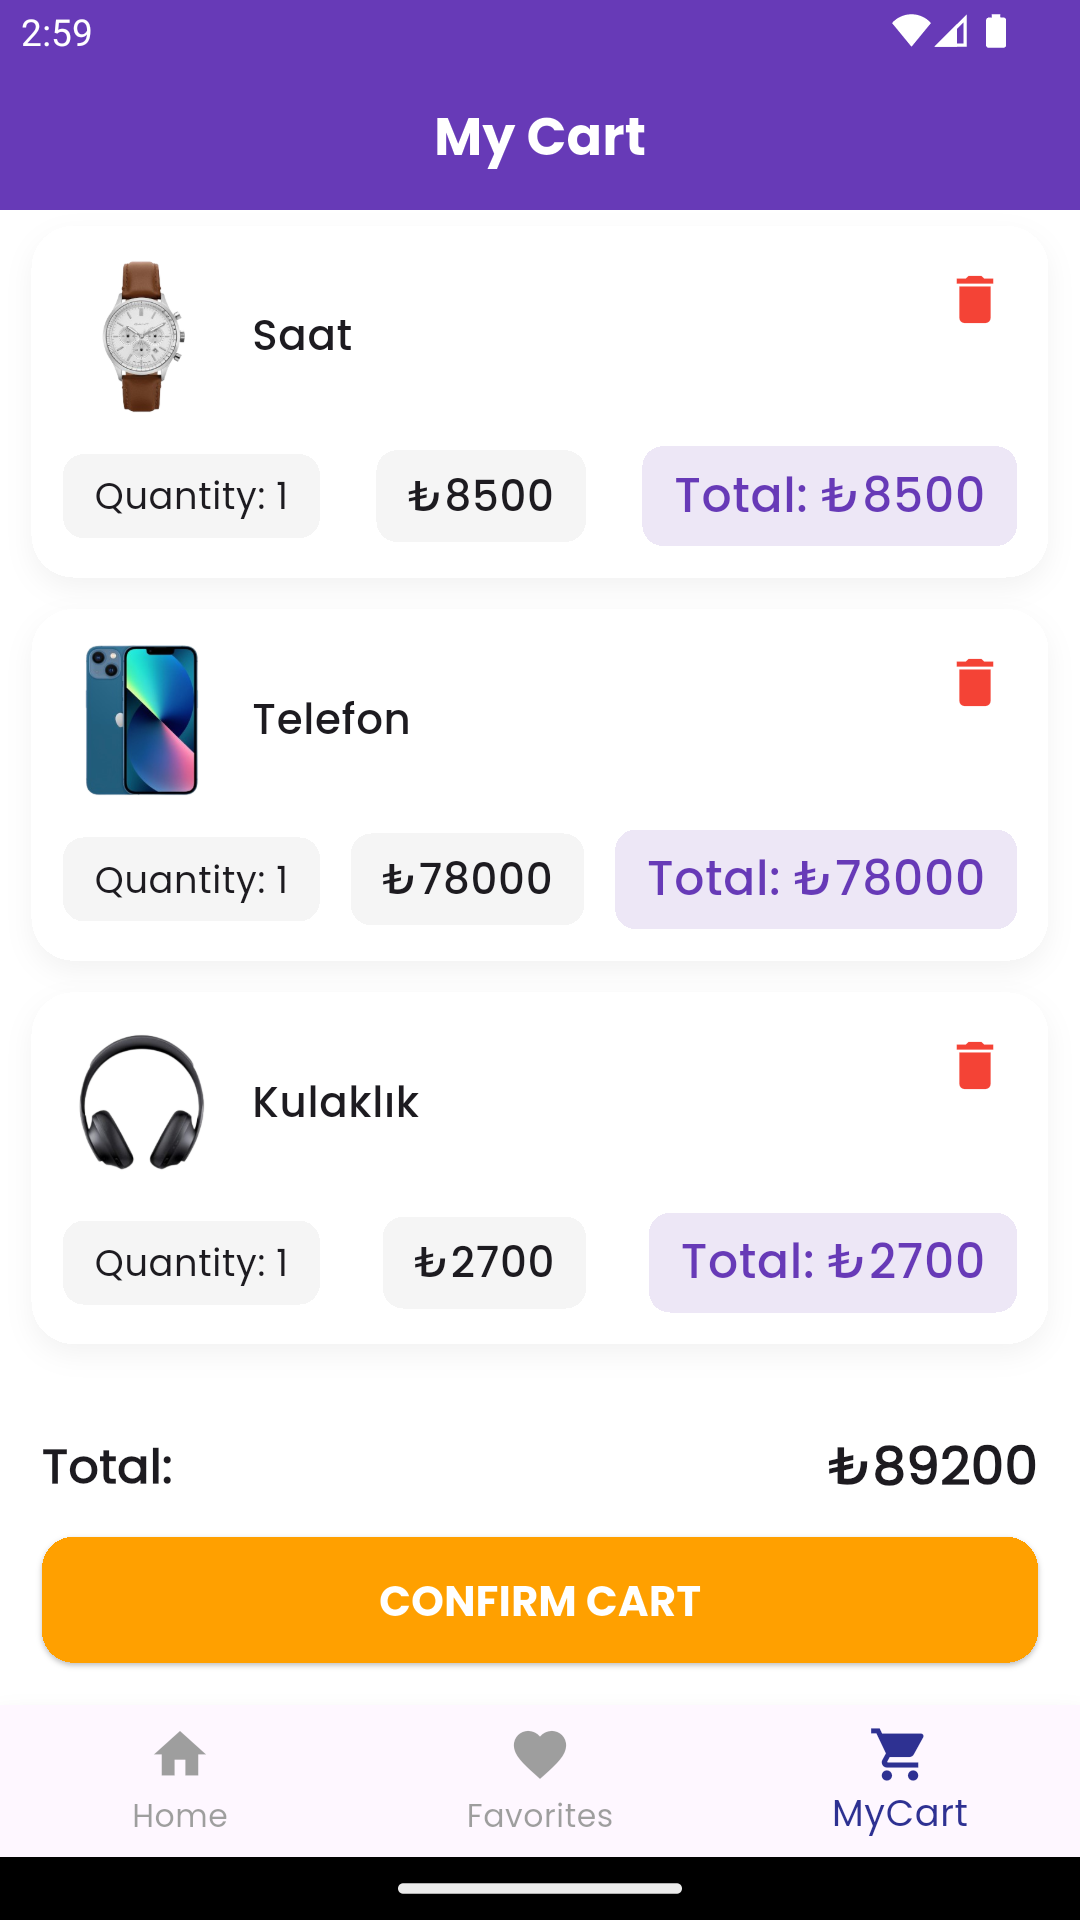 2:59
My Cart
Saat
Quantity: 1
₺8500
Total: ₺8500
Telefon
Quantity: 1
₺78000
Total: ₺78000
Kulaklık
Quantity: 1
₺2700
Total: ₺2700
Total:
₺89200
CONFIRM CART
Home
Favorites
MyCart